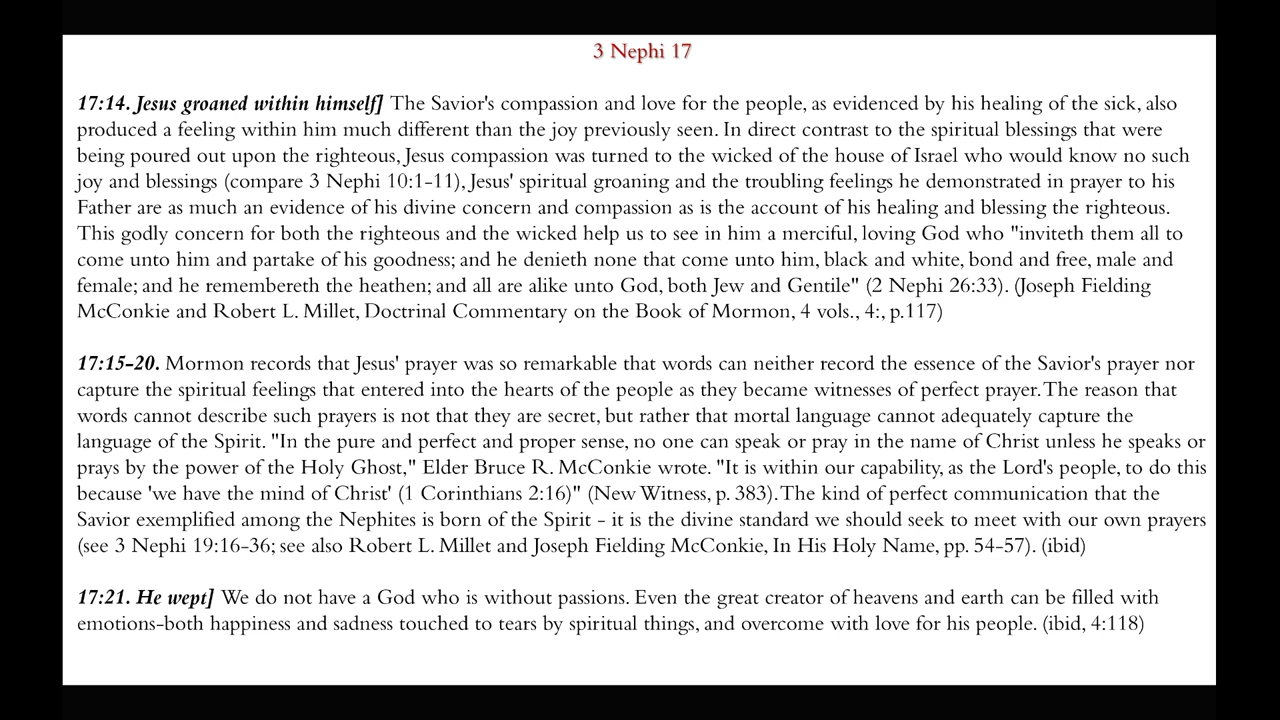 3 Nephi 17
17:14. Jesus groaned within himself] The Savior's compassion and love for the people, as evidenced by his healing of the sick, also
produced a feeling within him much different than the joy previously seen. In direct contrast to the spiritual blessings that were
being poured out upon the righteous, Jesus compassion was turned to the wicked of the house of Israel who would know no such
joy and blessings (compare 3 Nephi 10:1-11), Jesus' spiritual groaning and the troubling feelings he demonstrated in prayer to his
Father are as much an evidence of his divine concern and compassion as is the account of his healing and blessing the righteous.
This godly concern for both the righteous and the wicked help us to see in him a merciful, loving God who "inviteth them all to
come unto him and partake of his goodness; and he denieth none that come unto him, black and white, bond and free, male and
female; and he remembereth the heathen; and all are alike unto God, both Jew and Gentile" (2 Nephi 26:33). (Joseph Fielding
McConkie and Robert L. Millet, Doctrinal Commentary on the Book of Mormon, 4 vols., 4:, p.117)
17:15-20. Mormon records that Jesus' prayer was so remarkable that words can neither record the essence of the Savior's prayer nor
capture the spiritual feelings that entered into the hearts of the people as they became witnesses of perfect prayer. The reason that
words cannot describe such prayers is not that they are secret, but rather that mortal language cannot adequately capture the
language of the Spirit. "In the pure and perfect and proper sense, no one can speak or pray in the name of Christ unless he speaks or
prays by the power of the Holy Ghost," Elder Bruce R. McConkie wrote. "It is within our capability, as the Lord's people, to do this
because 'we have the mind of Christ' (1 Corinthians 2:16)" (New Witness, p. 383). The kind of perfect communication that the
Savior exemplified among the Nephites is born of the Spirit - it is the divine standard we should seek to meet with our own prayers
(see 3 Nephi 19:16-36; see also Robert L. Millet and Joseph Fielding McConkie, In His Holy Name, pp. 54-57). (ibid)
17:21. He wept] We do not have a God who is without passions. Even the great creator of heavens and earth can be filled with
emotions-both happiness and sadness touched to tears by spiritual things, and overcome with love for his people. (ibid, 4:118)